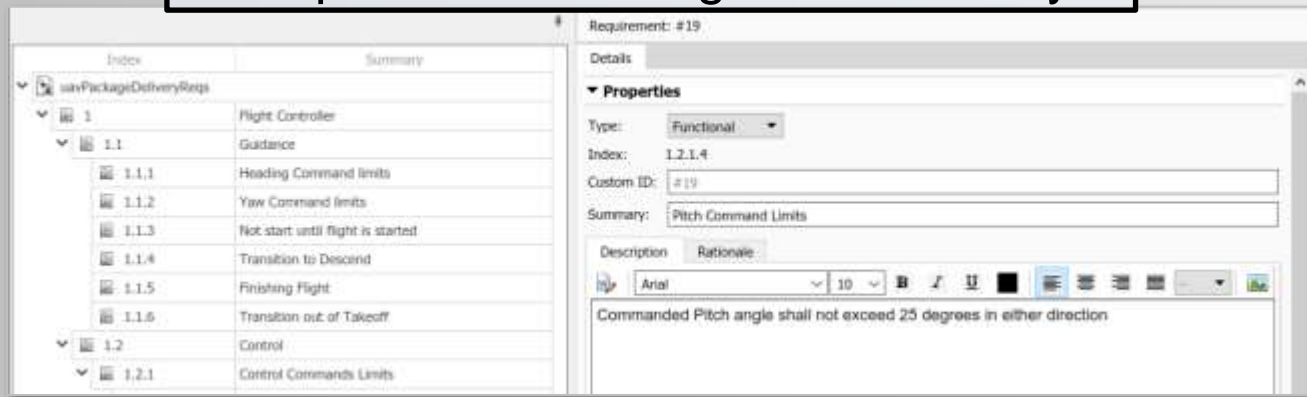 Requirement: #19
Index Summary
Details
uavPackageDeliveryReqs
Properties
1 Flight Controller
Type: Functional
1.1 Guidance
Index: 1.2.1.4
1.1.1 Heading Command limits
Custom ID: #19
1.1.2 Yaw Command limits
Summary: Pitch Command Limits
1.1.3 Not start until flight is started
Description Rationale
1.1.4 Transition to Descend
Arial 10 B I U
1.1.5 Finishing Flight
Commanded Pitch angle shall not exceed 25 degrees in either direction
1.1.6 Transition out of Takeoff
1.2 Control
1.2.1 Control Commands Limits